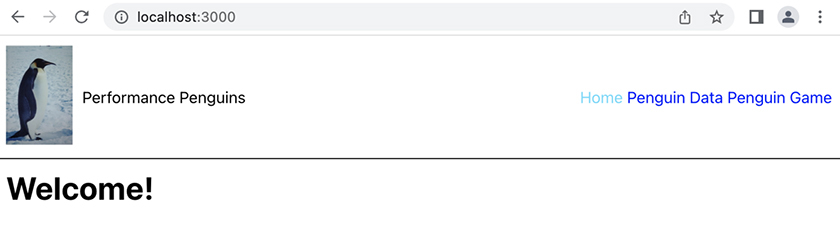 localhost:3000
Performance Penguins
Home Penguin Data Penguin Game
Welcome!